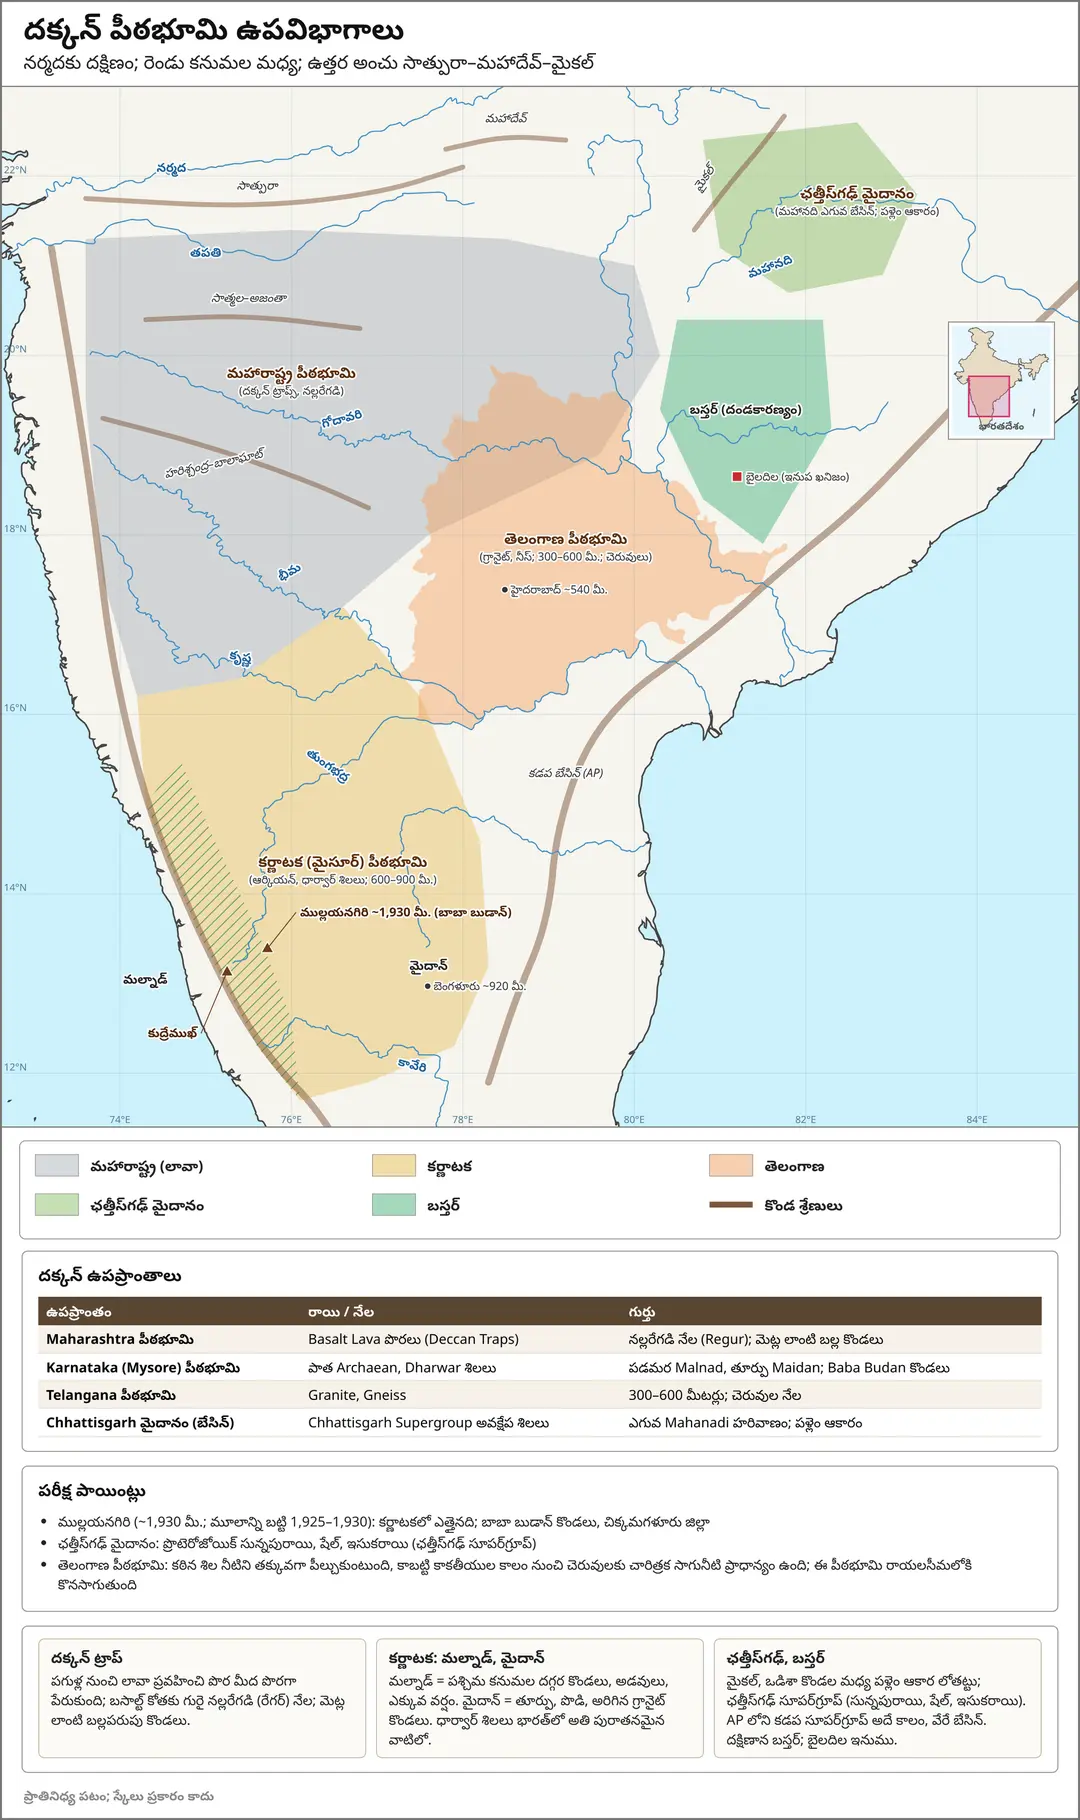 దక్కన్ పీఠభూమి ఉపవిభాగాలు
నర్మదకు దక్షిణం; రెండు కనుమల మధ్య; ఉత్తర అంచు సాత్పురా–మహాదేవ్–మైకల్
మహాదేవ్
22°N
నర్మద
సాత్పురా
మైకల్
ఛత్తీస్‌గఢ్ మైదానం
(మహానది ఎగువ బేసిన్; పళ్లెం ఆకారం)
తపతి
మహానది
సాత్మల–అజంతా
20°N
మహారాష్ట్ర పీఠభూమి
(దక్కన్ ట్రాప్స్, నల్లరేగడి)
గోదావరి
బస్తర్ (దండకారణ్యం)
భారతదేశం
హరిశ్చంద్ర–బాలాఘాట్
బైలదిల (ఇనుప ఖనిజం)
18°N
తెలంగాణ పీఠభూమి
(గ్రానైట్, నీస్; 300–600 మీ.; చెరువులు)
భీమ
హైదరాబాద్ ~540 మీ.
కృష్ణ
16°N
తుంగభద్ర
కడప బేసిన్ (AP)
కర్ణాటక (మైసూర్) పీఠభూమి
(ఆర్కియన్, ధార్వార్ శిలలు; 600–900 మీ.)
14°N
ముల్లయనగిరి ~1,930 మీ. (బాబా బుడాన్)
మైదాన్
మల్నాడ్
బెంగళూరు ~920 మీ.
కుద్రేముఖ్
కావేరి
12°N
74°E 76°E 78°E 80°E 82°E 84°E
మహారాష్ట్ర (లావా)
కర్ణాటక
తెలంగాణ
ఛత్తీస్‌గఢ్ మైదానం
బస్తర్
కొండ శ్రేణులు
దక్కన్ ఉపప్రాంతాలు
ఉపప్రాంతం రాయి / నేల గుర్తు
Maharashtra పీఠభూమి Basalt Lava పొరలు (Deccan Traps) నల్లరేగడి నేల (Regur); మెట్ల లాంటి బల్ల కొండలు
Karnataka (Mysore) పీఠభూమి పాత Archaean, Dharwar శిలలు పడమర Malnad, తూర్పు Maidan; Baba Budan కొండలు
Telangana పీఠభూమి Granite, Gneiss 300–600 మీటర్లు; చెరువుల నేల
Chhattisgarh మైదానం (బేసిన్) Chhattisgarh Supergroup అవక్షేప శిలలు ఎగువ Mahanadi హరివాణం; పళ్లెం ఆకారం
పరీక్ష పాయింట్లు
• ముల్లయనగిరి (~1,930 మీ.; మూలాన్ని బట్టి 1,925–1,930): కర్ణాటకలో ఎత్తైనది; బాబా బుడాన్ కొండలు, చిక్కమగళూరు జిల్లా
• ఛత్తీస్‌గఢ్ మైదానం: ప్రొటెరోజోయిక్ సున్నపురాయి, షేల్, ఇసుకరాయి (ఛత్తీస్‌గఢ్ సూపర్‌గ్రూప్)
• తెలంగాణ పీఠభూమి: కఠిన శిల నీటిని తక్కువగా పీల్చుకుంటుంది, కాబట్టి కాకతీయుల కాలం నుంచి చెరువులకు చారిత్రక సాగునీటి ప్రాధాన్యం ఉంది; ఈ పీఠభూమి రాయలసీమలోకి
కొనసాగుతుంది
దక్కన్ ట్రాప్
పగుళ్ల నుంచి లావా ప్రవహించి పొర మీద పొరగా
పేరుకుంది; బసాల్ట్ కోతకు గురై నల్లరేగడి (రేగర్) నేల; మెట్ల
లాంటి బల్లపరుపు కొండలు.
కర్ణాటక: మల్నాడ్, మైదాన్
మల్నాడ్ = పశ్చిమ కనుమల దగ్గర కొండలు, అడవులు,
ఎక్కువ వర్షం. మైదాన్ = తూర్పు, పొడి, అరిగిన గ్రానైట్
కొండలు. ధార్వార్ శిలలు భారత్‌లో అతి పురాతనమైన
వాటిలో.
ఛత్తీస్‌గఢ్, బస్తర్
మైకల్, ఒడిశా కొండల మధ్య పళ్లెం ఆకార లోతట్టు;
ఛత్తీస్‌గఢ్ సూపర్‌గ్రూప్ (సున్నపురాయి, షేల్, ఇసుకరాయి).
AP లోని కడప సూపర్‌గ్రూప్ అదే కాలం, వేరే బేసిన్.
దక్షిణాన బస్తర్; బైలదిల ఇనుము.
ప్రాతినిధ్య పటం; స్కేలు ప్రకారం కాదు